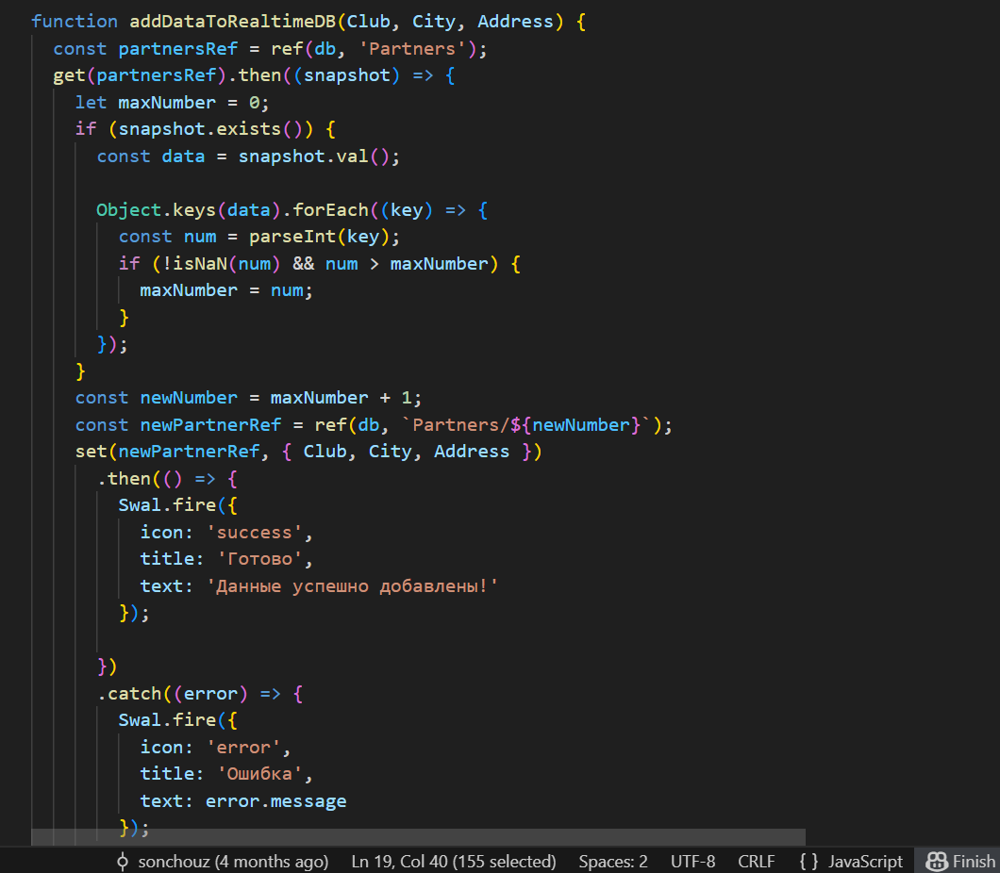 function addDataToRealtimeDB(Club, City, Address) {
  const partnersRef = ref(db, 'Partners');
  get(partnersRef).then((snapshot) => {
    let maxNumber = 0;
    if (snapshot.exists()) {
      const data = snapshot.val();

      Object.keys(data).forEach((key) => {
        const num = parseInt(key);
        if (!isNaN(num) && num > maxNumber) {
          maxNumber = num;
        }
      });
    }
    const newNumber = maxNumber + 1;
    const newPartnerRef = ref(db, `Partners/${newNumber}`);
    set(newPartnerRef, { Club, City, Address })
      .then(() => {
        Swal.fire({
          icon: 'success',
          title: 'Готово',
          text: 'Данные успешно добавлены!'
        });

      })
      .catch((error) => {
        Swal.fire({
          icon: 'error',
          title: 'Ошибка',
          text: error.message
        });
sonchouz (4 months ago) Ln 19, Col 40 (155 selected) Spaces: 2 UTF-8 CRLF { } JavaScript Finish